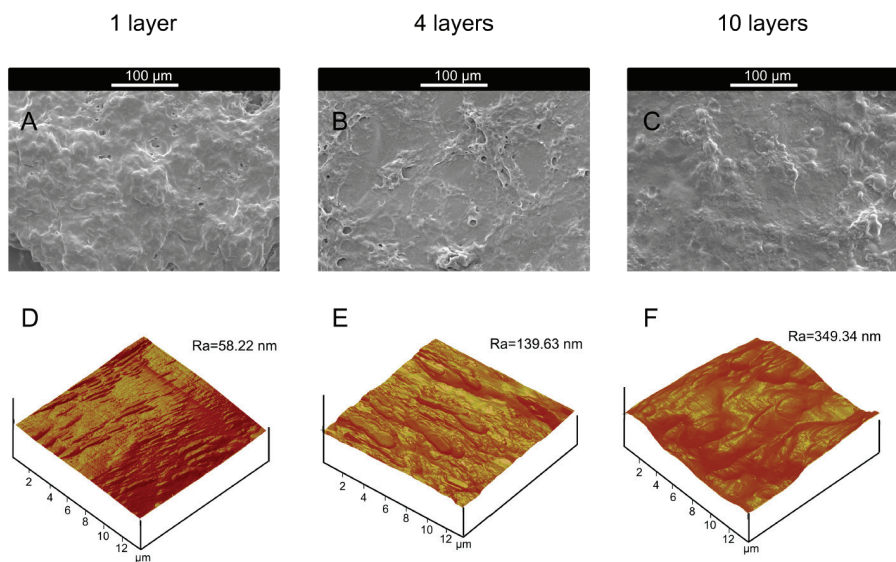 1 layer
4 layers
10 layers
100 µm
100 µm
100 µm
A
B
C
D
Ra=58.22 nm
E
Ra=139.63 nm
F
Ra=349.34 nm
2
4
6
8
10
12
µm
2
4
6
8
10
12
µm
2
4
6
8
10
12
µm